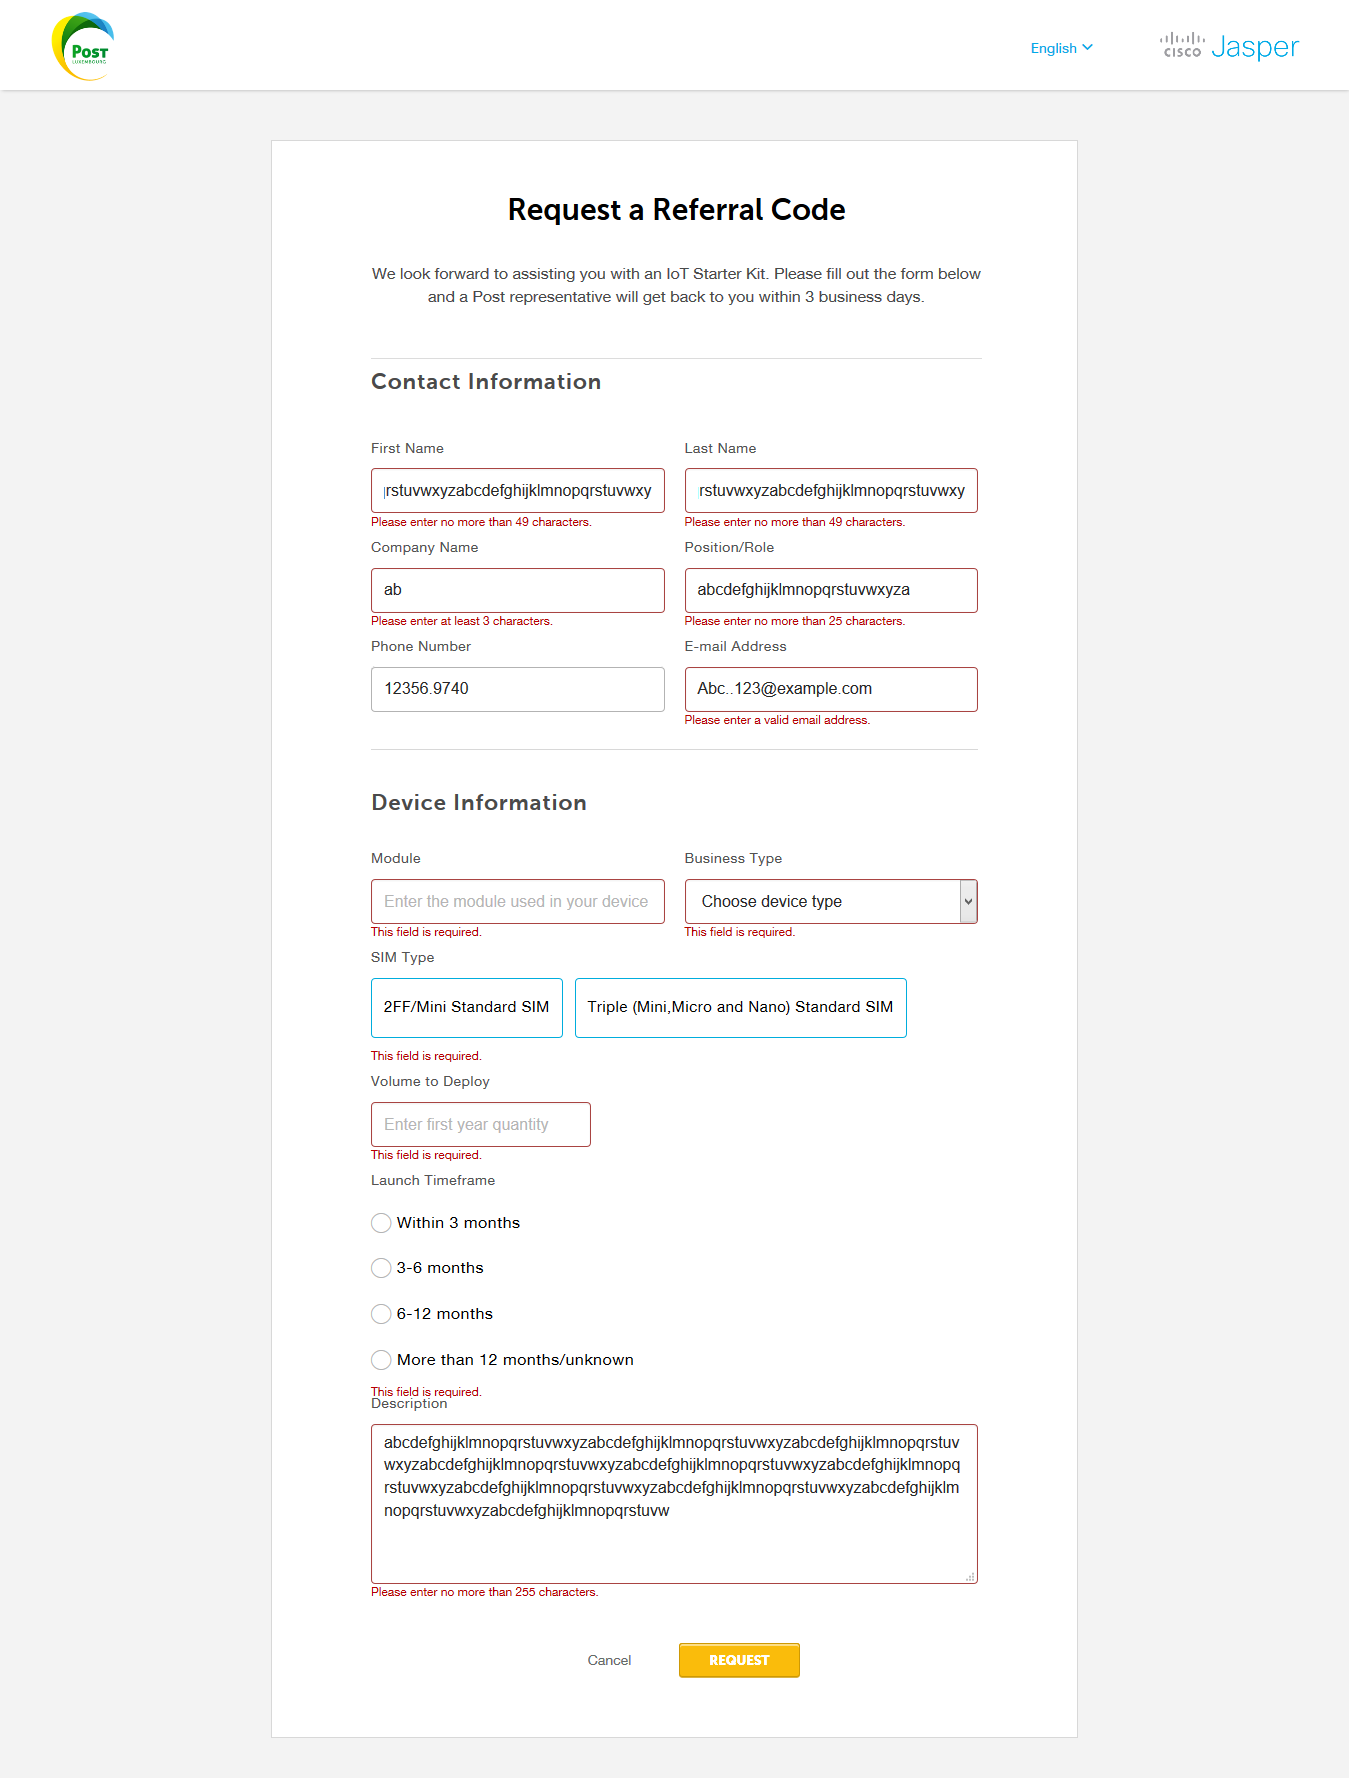 POST
LUXEMBOURG
English
cisco Jasper
Request a Referral Code
We look forward to assisting you with an IoT Starter Kit. Please fill out the form below
and a Post representative will get back to you within 3 business days.
Contact Information
First Name
Last Name
qrstuvwxyzabcdefghijklmnopqrstuvwxy
rstuvwxyzabcdefghijklmnopqrstuvwxy
Please enter no more than 49 characters.
Please enter no more than 49 characters.
Company Name
Position/Role
ab
abcdefghijklmnopqrstuvwxyza
Please enter at least 3 characters.
Please enter no more than 25 characters.
Phone Number
E-mail Address
12356.9740
Abc..123@example.com
Please enter a valid email address.
Device Information
Module
Business Type
Enter the module used in your device
Choose device type
This field is required.
This field is required.
SIM Type
2FF/Mini Standard SIM
Triple (Mini,Micro and Nano) Standard SIM
This field is required.
Volume to Deploy
Enter first year quantity
This field is required.
Launch Timeframe
Within 3 months
3-6 months
6-12 months
More than 12 months/unknown
This field is required.
Description
abcdefghijklmnopqrstuvwxyzabcdefghijklmnopqrstuvwxyzabcdefghijklmnopqrstuv
wxyzabcdefghijklmnopqrstuvwxyzabcdefghijklmnopqrstuvwxyzabcdefghijklmnopq
rstuvwxyzabcdefghijklmnopqrstuvwxyzabcdefghijklmnopqrstuvwxyzabcdefghijklm
nopqrstuvwxyzabcdefghijklmnopqrstuvw
Please enter no more than 255 characters.
Cancel
REQUEST